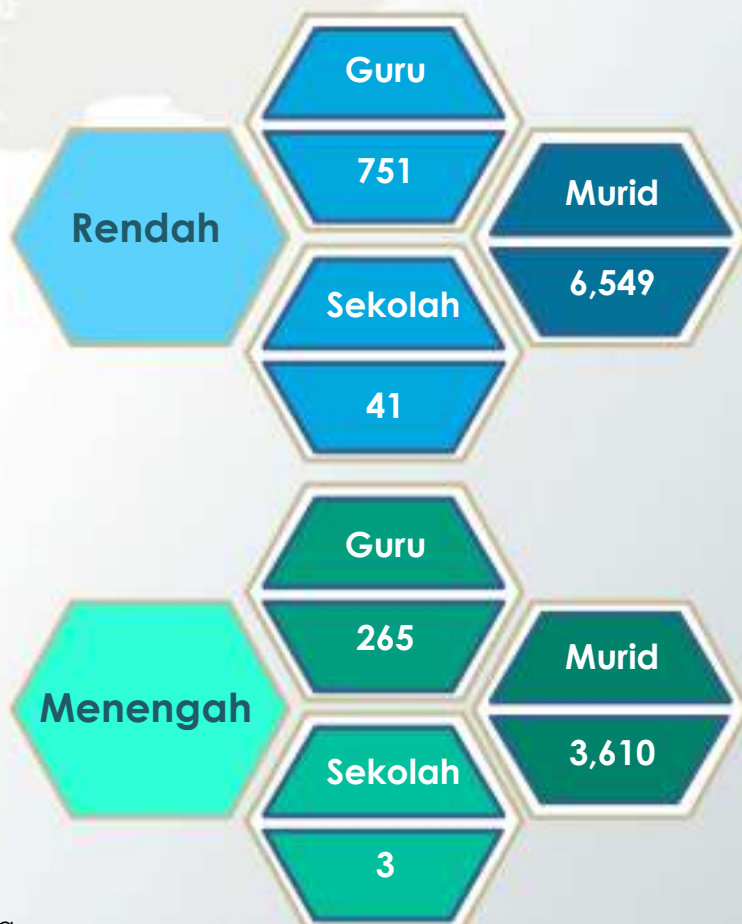 Rendah
Guru
751
Sekolah
41
Murid
6,549
Menengah
Guru
265
Sekolah
3
Murid
3,610